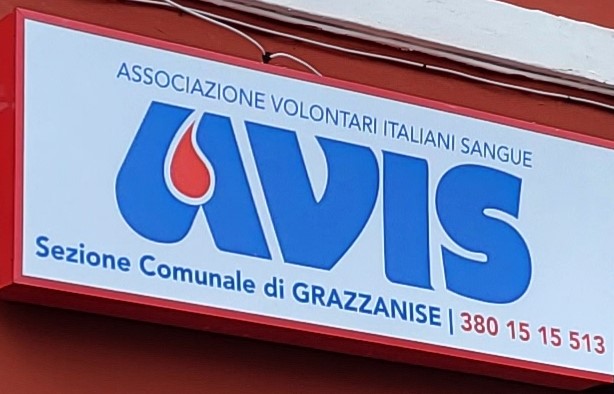 ASSOCIAZIONE VOLONTARI ITALIANI SANGUE
AVIS
Sezione Comunale di GRAZZANISE | 380 15 15 513